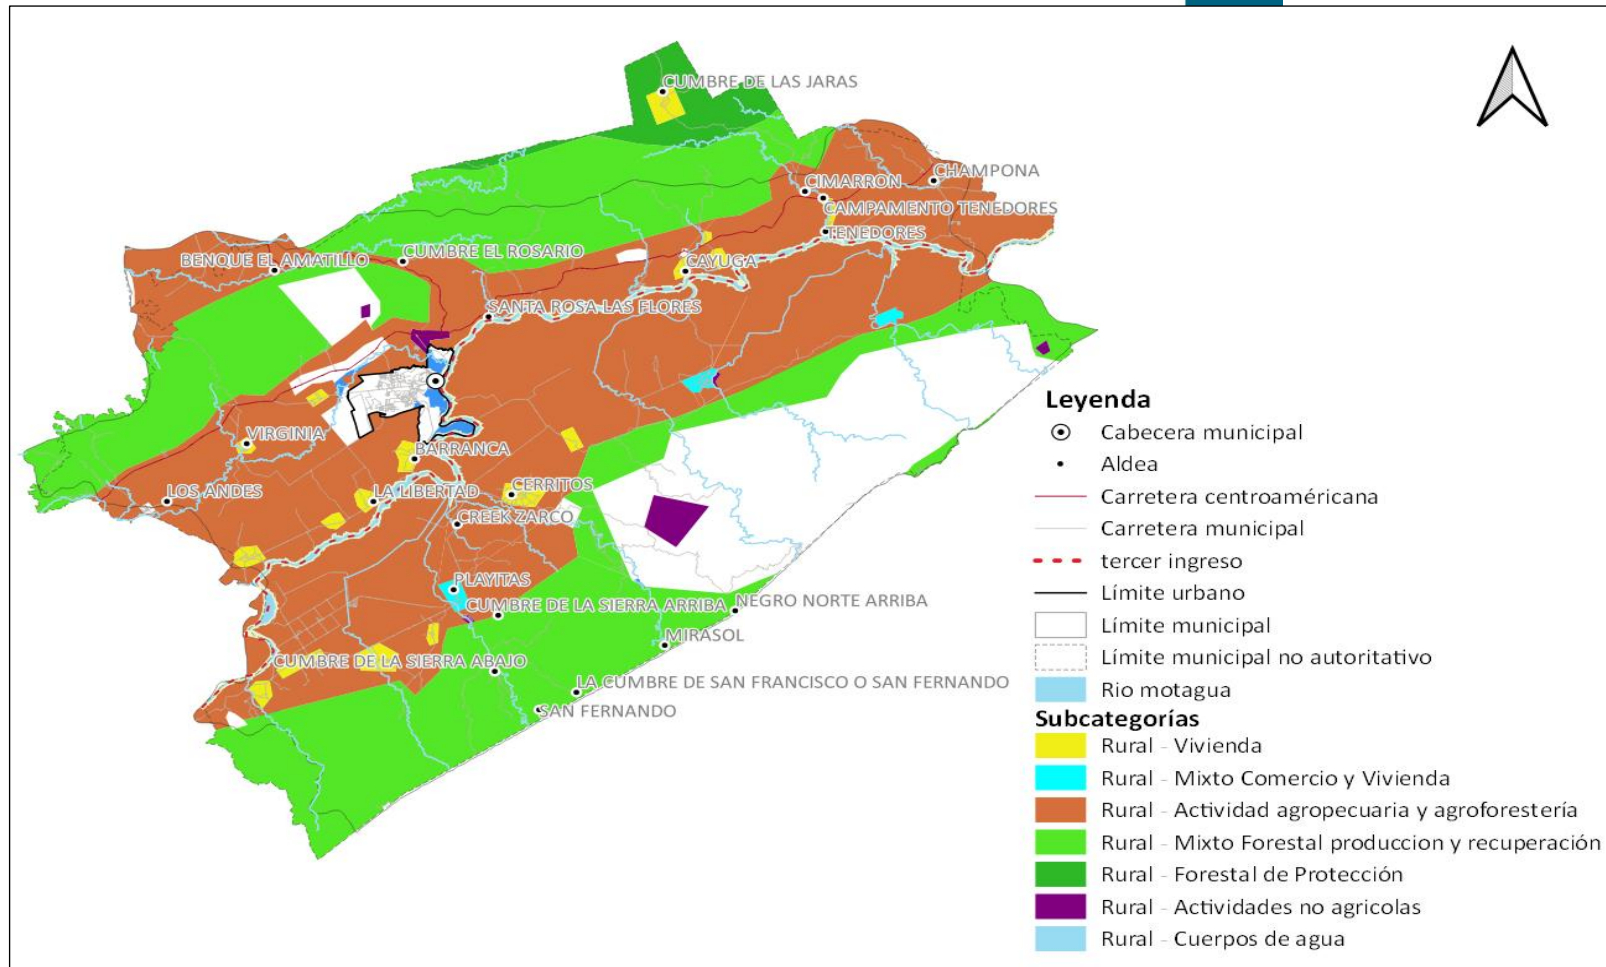 CUMBRE DE LAS JARAS
CHAMPONA
CIMARRON
CAMPAMENTO TENEDORES
TENEDORES
CUMBRE EL ROSARIO
BENQUE EL AMATILLO
CAYUGA
SANTA ROSA LAS FLORES
VIRGINIA
BARRANCA
LOS ANDES
LA LIBERTAD
CERRITOS
CREEK ZARCO
PLAYITAS
CUMBRE DE LA SIERRA ARRIBA
NEGRO NORTE ARRIBA
MIRASOL
CUMBRE DE LA SIERRA ABAJO
LA CUMBRE DE SAN FRANCISCO O SAN FERNANDO
SAN FERNANDO
Leyenda
Cabecera municipal
Aldea
Carretera centroaméricana
Carretera municipal
tercer ingreso
Límite urbano
Límite municipal
Límite municipal no autoritativo
Rio motagua
Subcategorías
Rural - Vivienda
Rural - Mixto Comercio y Vivienda
Rural - Actividad agropecuaria y agroforestería
Rural - Mixto Forestal produccion y recuperación
Rural - Forestal de Protección
Rural - Actividades no agricolas
Rural - Cuerpos de agua